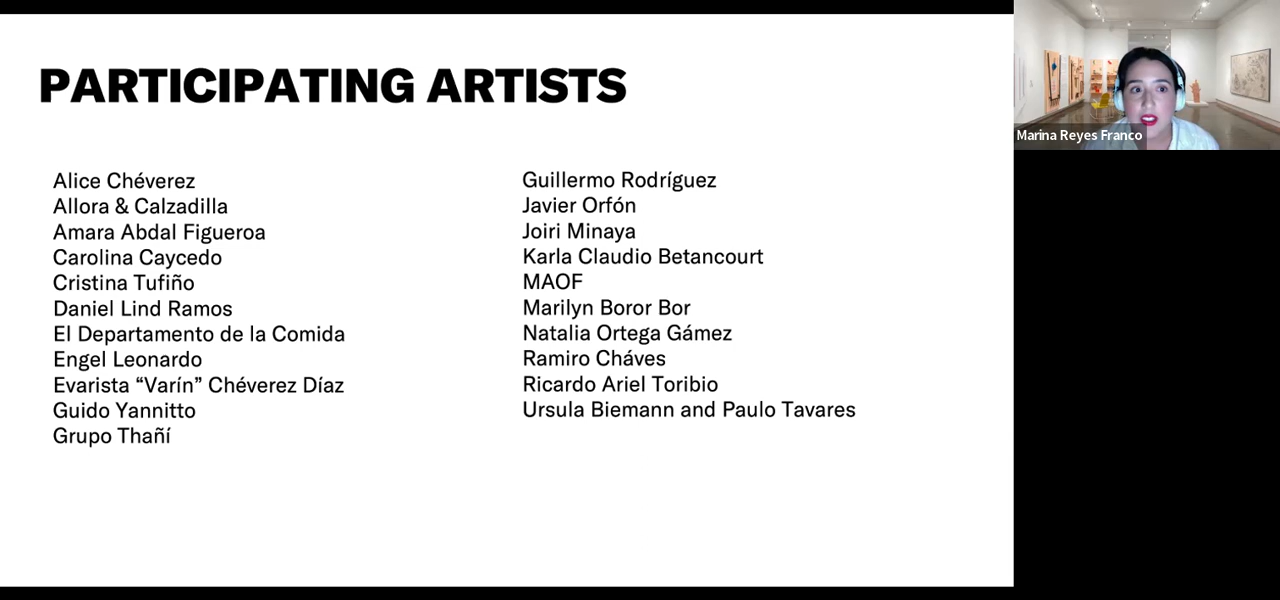 PARTICIPATING ARTISTS
Alice Chéverez
Allora & Calzadilla
Amara Abdal Figueroa
Carolina Caycedo
Cristina Tufiño
Daniel Lind Ramos
El Departamento de la Comida
Engel Leonardo
Evarista “Varín” Chéverez Díaz
Guido Yannitto
Grupo Thañí
Guillermo Rodríguez
Javier Orfón
Joiri Minaya
Karla Claudio Betancourt
MAOF
Marilyn Boror Bor
Natalia Ortega Gámez
Ramiro Cháves
Ricardo Ariel Toribio
Ursula Biemann and Paulo Tavares
Marina Reyes Franco